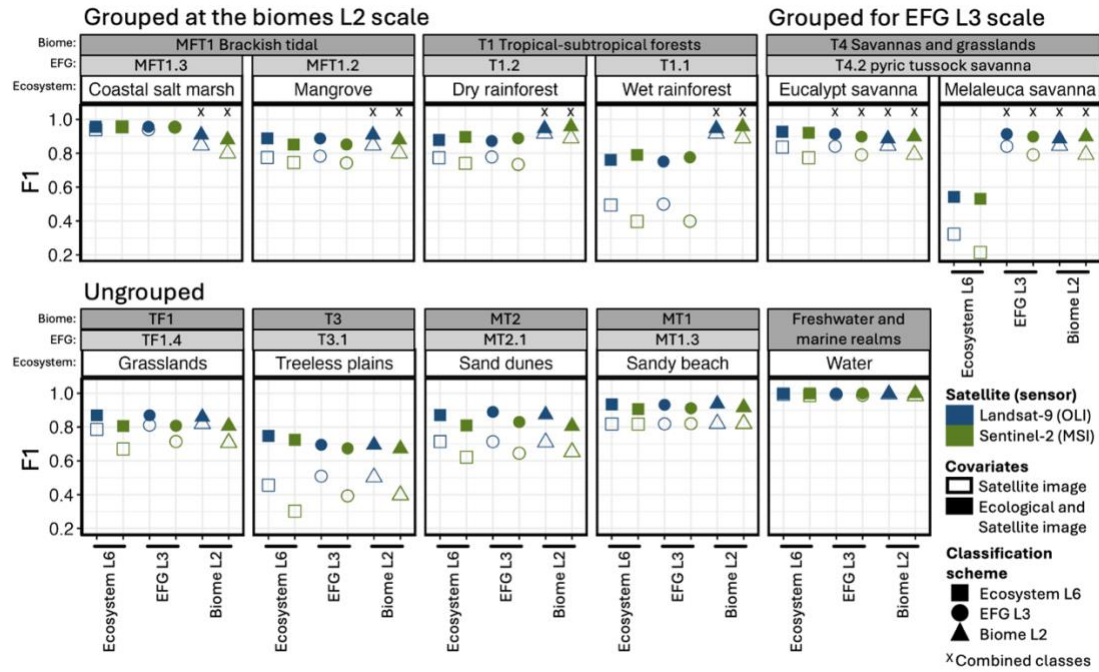 Grouped at the biomes L2 scale
Grouped for EFG L3 scale
Biome: MFT1 Brackish tidal T1 Tropical-subtropical forests T4 Savannas and grasslands
EFG: MFT1.3 MFT1.2 T1.2 T1.1 T4.2 pyric tussock savanna
Ecosystem: Coastal salt marsh Mangrove Dry rainforest Wet rainforest Eucalypt savanna Melaleuca savanna
x x x x x x x x x x x x x x x x
1.0
0.8
0.6
0.4
0.2
F1
Ecosystem L6
EFG L3
Biome L2
Ungrouped
Biome: TF1 T3 MT2 MT1 Freshwater and
EFG: TF1.4 T3.1 MT2.1 MT1.3 marine realms
Ecosystem: Grasslands Treeless plains Sand dunes Sandy beach Water
1.0
0.8
0.6
0.4
0.2
F1
Ecosystem L6 EFG L3 Biome L2 Ecosystem L6 EFG L3 Biome L2 Ecosystem L6 EFG L3 Biome L2 Ecosystem L6 EFG L3 Biome L2 Ecosystem L6 EFG L3 Biome L2
Satellite (sensor)
Landsat-9 (OLI)
Sentinel-2 (MSI)
Covariates
Satellite image
Ecological and
Satellite image
Classification
scheme
Ecosystem L6
EFG L3
Biome L2
x Combined classes